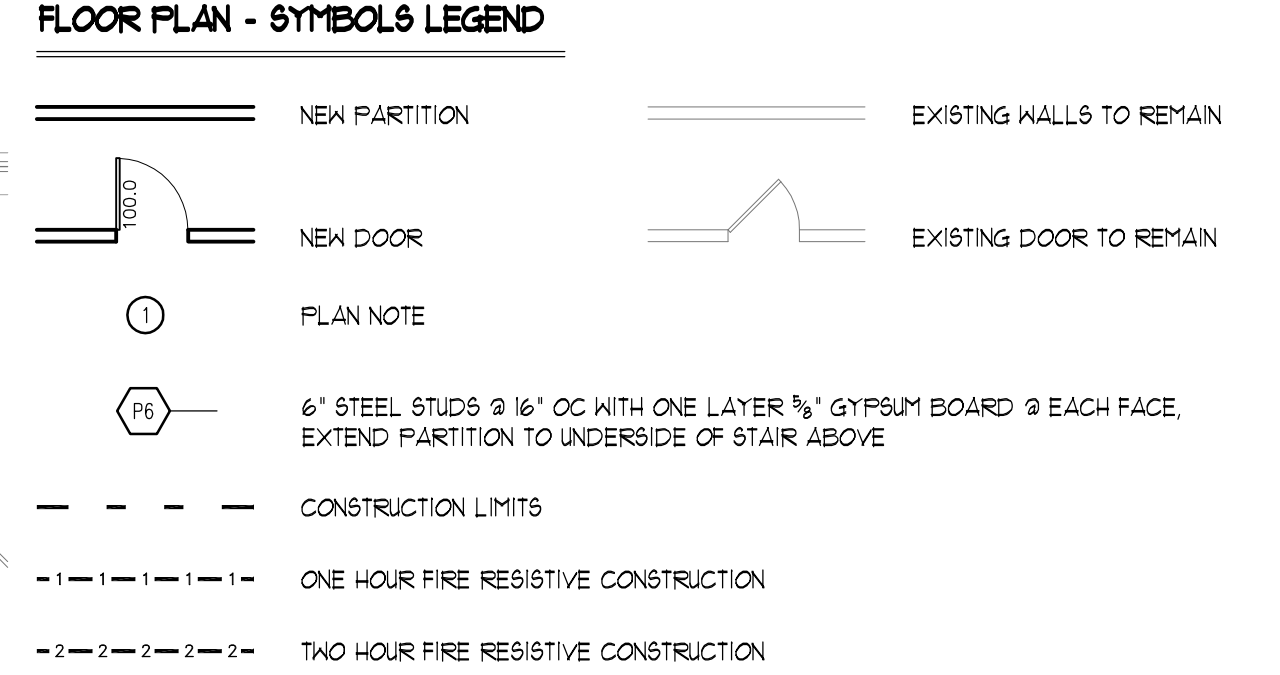 FLOOR PLAN - SYMBOLS LEGEND
NEW PARTITION
EXISTING WALLS TO REMAIN
100.0
NEW DOOR
EXISTING DOOR TO REMAIN
1
PLAN NOTE
P6
6" STEEL STUDS @ 16" OC WITH ONE LAYER ⅝" GYPSUM BOARD @ EACH FACE,
EXTEND PARTITION TO UNDERSIDE OF STAIR ABOVE
CONSTRUCTION LIMITS
1 1 1 1 1
ONE HOUR FIRE RESISTIVE CONSTRUCTION
2 2 2 2 2
TWO HOUR FIRE RESISTIVE CONSTRUCTION